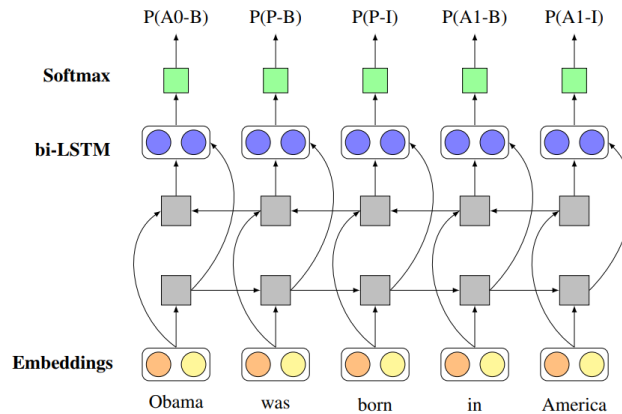 P(A0-B) P(P-B) P(P-I) P(A1-B) P(A1-I)
Softmax
bi-LSTM
Embeddings
Obama was born in America